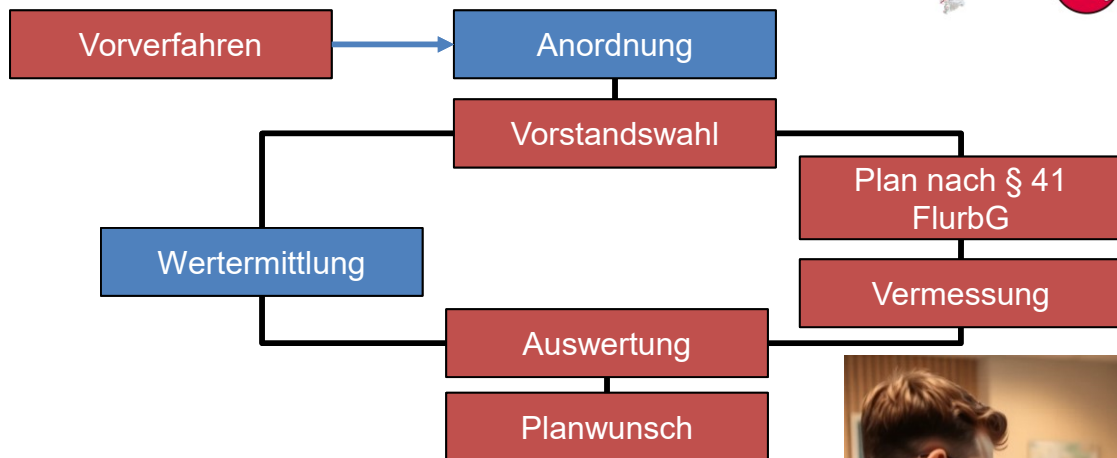 Vorverfahren
Anordnung
Vorstandswahl
Plan nach § 41
FlurbG
Wertermittlung
Vermessung
Auswertung
Planwunsch